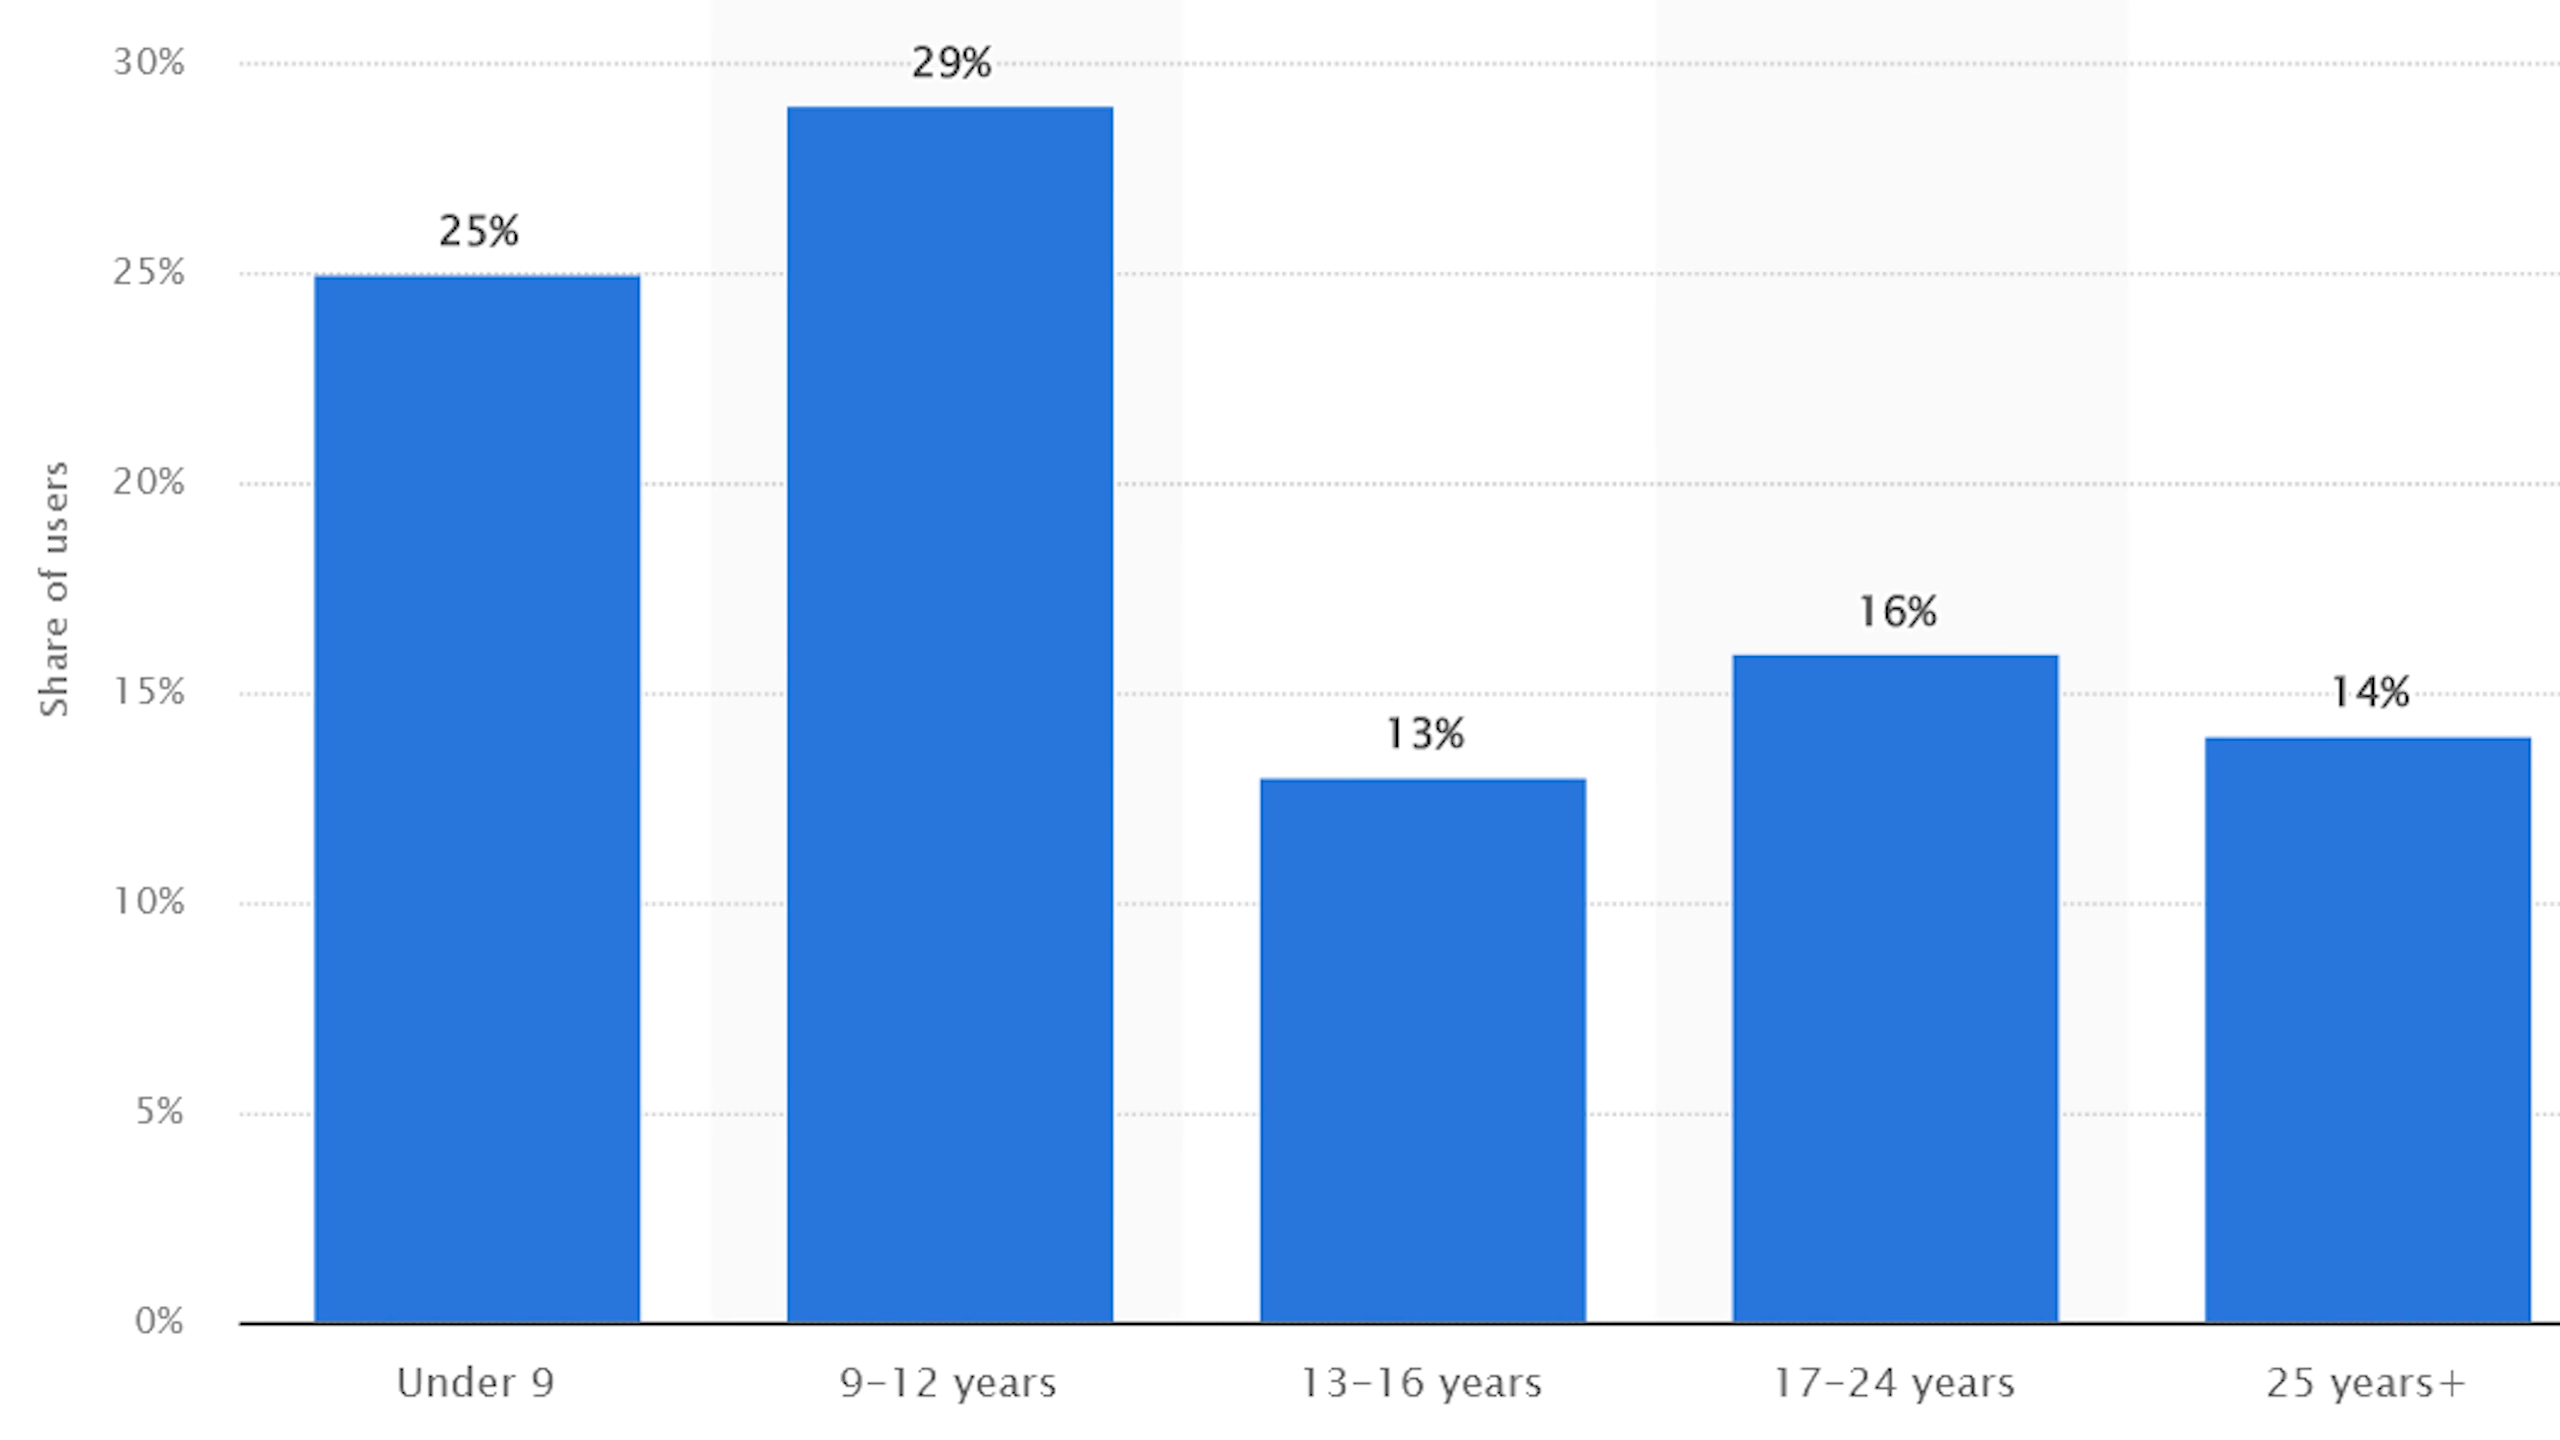 30%
25%
20%
15%
10%
5%
0%
Share of users
25%
29%
13%
16%
14%
Under 9
9–12 years
13–16 years
17–24 years
25 years+